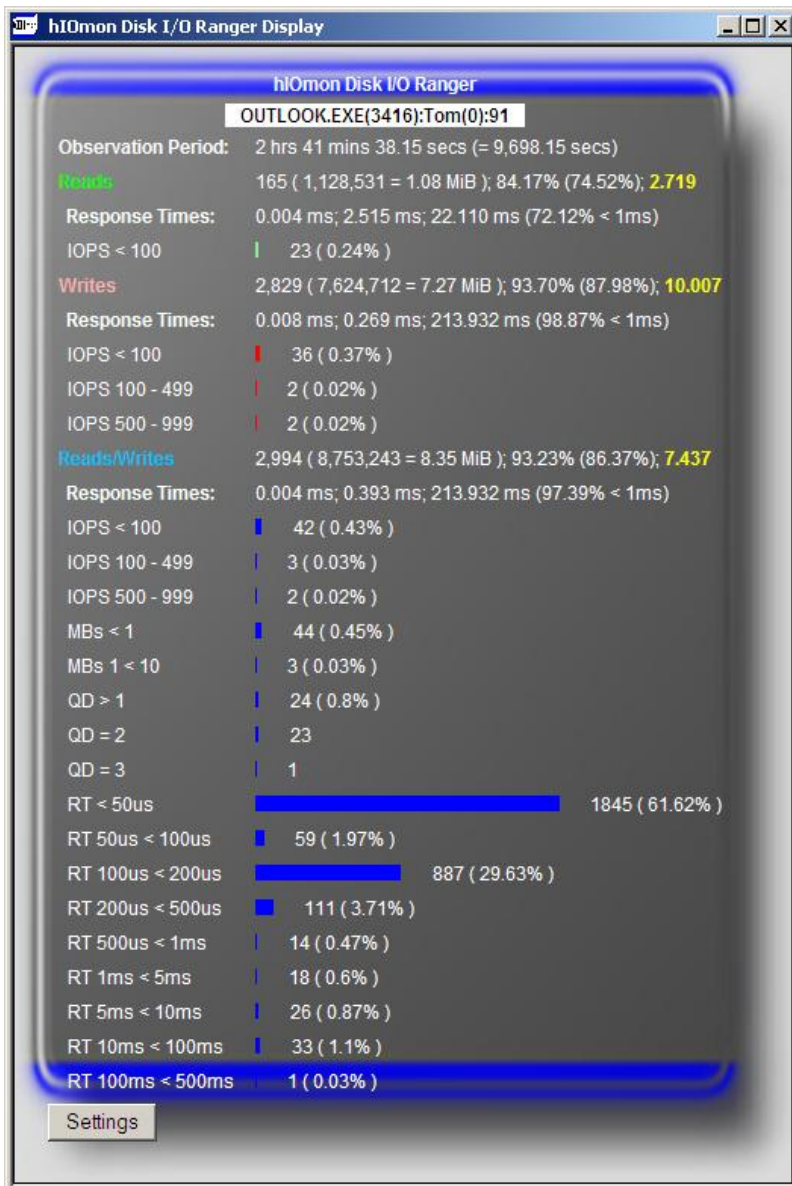 hIOmon Disk I/O Ranger Display
hIOmon Disk I/O Ranger
OUTLOOK.EXE(3416):Tom(0):91
Observation Period: 2 hrs 41 mins 38.15 secs (= 9,698.15 secs)
Reads 165 ( 1,128,531 = 1.08 MiB ); 84.17% (74.52%); 2.719
Response Times: 0.004 ms; 2.515 ms; 22.110 ms (72.12% < 1ms)
IOPS < 100 23 ( 0.24% )
Writes 2,829 ( 7,624,712 = 7.27 MiB ); 93.70% (87.98%); 10.007
Response Times: 0.008 ms; 0.269 ms; 213.932 ms (98.87% < 1ms)
IOPS < 100 36 ( 0.37% )
IOPS 100 - 499 2 ( 0.02% )
IOPS 500 - 999 2 ( 0.02% )
Reads/Writes 2,994 ( 8,753,243 = 8.35 MiB ); 93.23% (86.37%); 7.437
Response Times: 0.004 ms; 0.393 ms; 213.932 ms (97.39% < 1ms)
IOPS < 100 42 ( 0.43% )
IOPS 100 - 499 3 ( 0.03% )
IOPS 500 - 999 2 ( 0.02% )
MBs < 1 44 ( 0.45% )
MBs 1 < 10 3 ( 0.03% )
QD > 1 24 ( 0.8% )
QD = 2 23
QD = 3 1
RT < 50us 1845 ( 61.62% )
RT 50us < 100us 59 ( 1.97% )
RT 100us < 200us 887 ( 29.63% )
RT 200us < 500us 111 ( 3.71% )
RT 500us < 1ms 14 ( 0.47% )
RT 1ms < 5ms 18 ( 0.6% )
RT 5ms < 10ms 26 ( 0.87% )
RT 10ms < 100ms 33 ( 1.1% )
RT 100ms < 500ms 1 ( 0.03% )
Settings